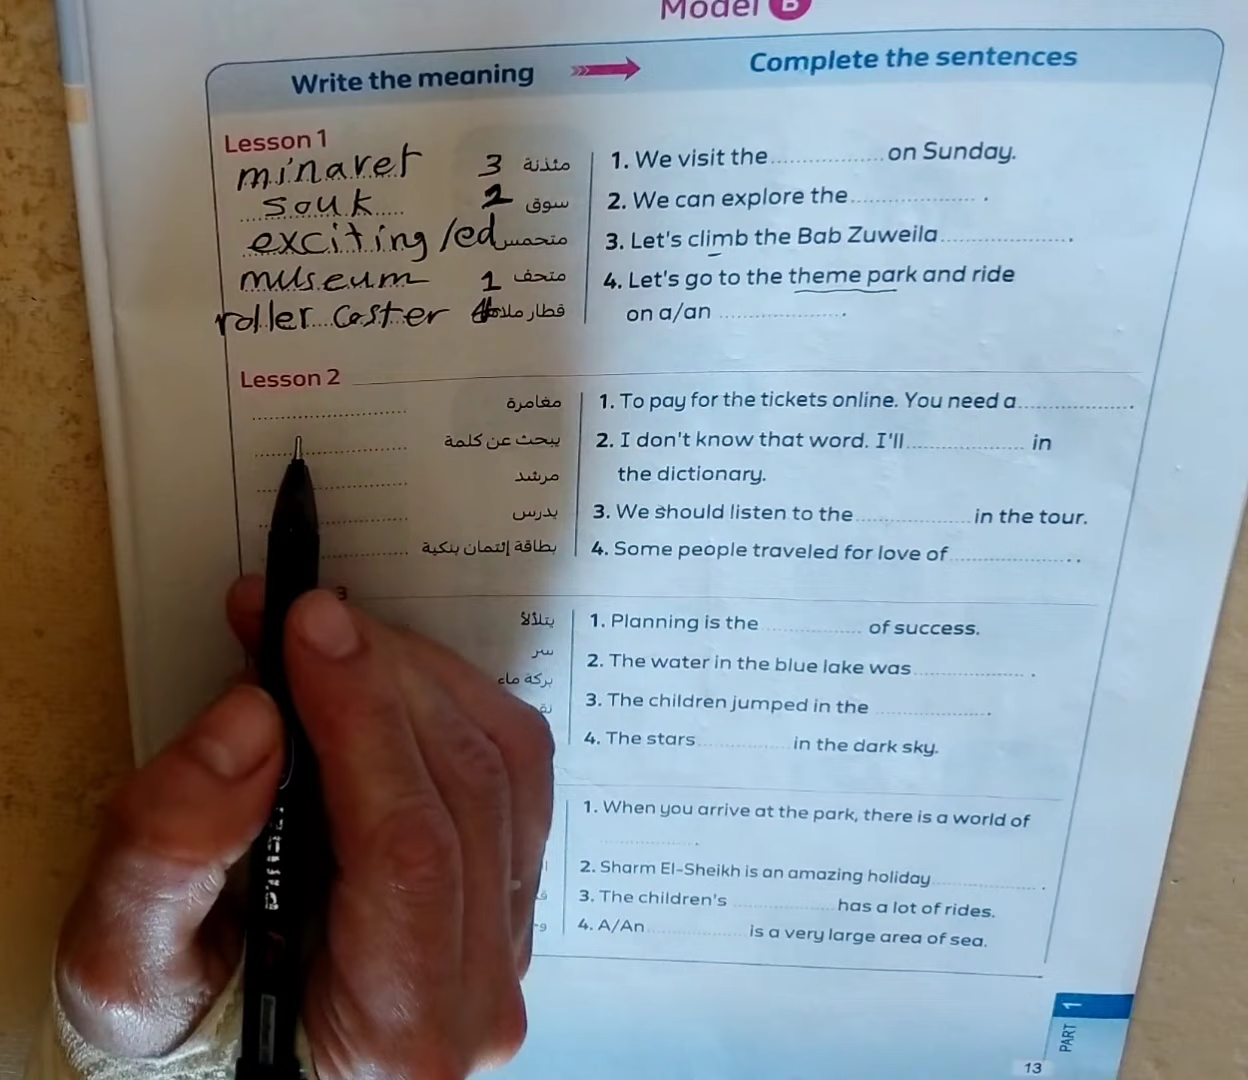 Model B
Write the meaning
Complete the sentences
Lesson 1
minaret 3 مئذنة
souk 2 سوق
exciting /ed متحمس
museum 1 متحف
roller coster 4 قطار
1. We visit the ................ on Sunday.
2. We can explore the .................. .
3. Let's climb the Bab Zuweila ................... .
4. Let's go to the theme park and ride
on a/an .................. .
Lesson 2
.................. مغامرة
.................. يبحث عن كلمة
.................. مرشد
.................. يدرس
.................. بطاقة إئتمان بنكية
1. To pay for the tickets online. You need a .................. .
2. I don't know that word. I'll .................. in
the dictionary.
3. We should listen to the .................. in the tour.
4. Some people traveled for love of .................. .
3
يتلألأ
سر
بركة ماء
1. Planning is the .................. of success.
2. The water in the blue lake was .................. .
3. The children jumped in the .................. .
4. The stars .................. in the dark sky.
1. When you arrive at the park, there is a world of
.................. .
2. Sharm El-Sheikh is an amazing holiday .................. .
3. The children's .................. has a lot of rides.
4. A/An .................. is a very large area of sea.
PART 1
13